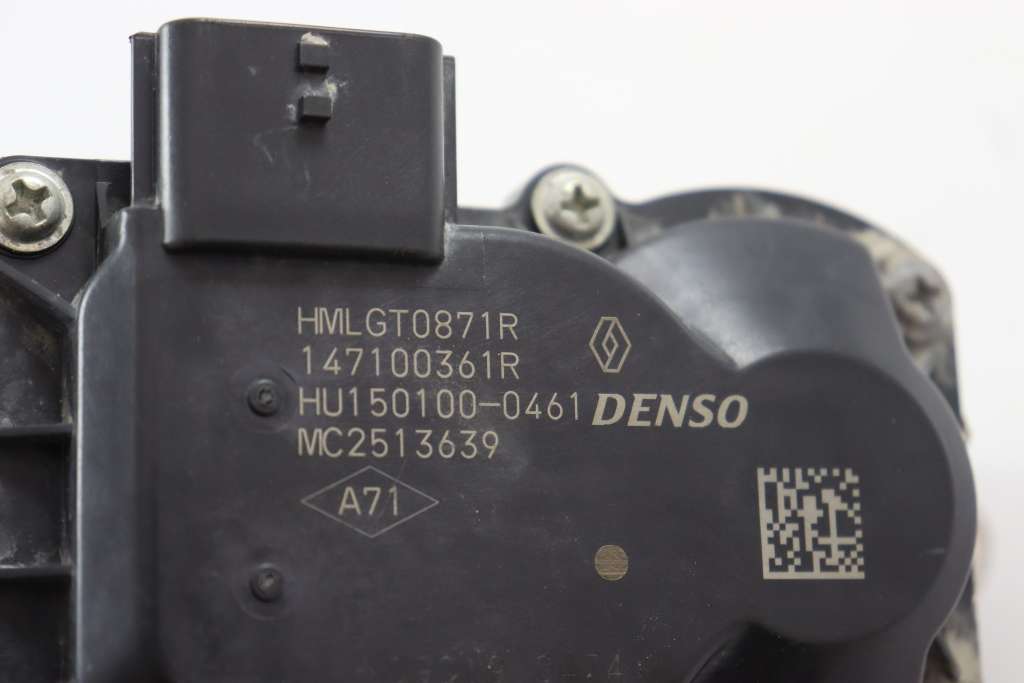 HMLGT0871R
147100361R
HU150100-0461 DENSO
MC2513639
A71